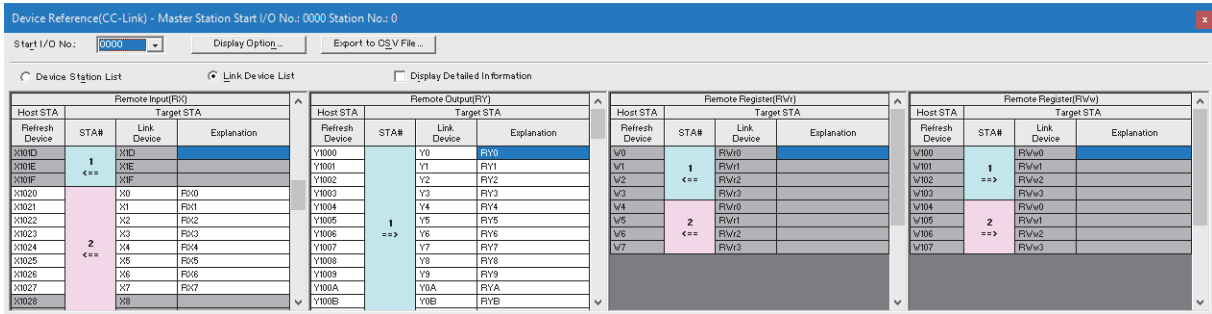 Device Reference(CC-Link) - Master Station Start I/O No.: 0000 Station No.: 0
x
Start I/O No.: 0000 Display Option... Export to CSV File...
Device Station List Link Device List Display Detailed Information
Remote Input(RX) Remote Output(RY) Remote Register(RWr) Remote Register(RWw)
Host STA Target STA Host STA Target STA Host STA Target STA Host STA Target STA
Refresh Device STA# Link Device Explanation Refresh Device STA# Link Device Explanation Refresh Device STA# Link Device Explanation Refresh Device STA# Link Device Explanation
X101D X1D Y1000 Y0 RY0 W0 RWr0 W100 RWw0
X101E 1 <== X1E Y1001 Y1 RY1 W1 1 <== RWr1 W101 1 ==> RWw1
X101F X1F Y1002 Y2 RY2 W2 RWr2 W102 RWw2
X1020 X0 RX0 Y1003 Y3 RY3 W3 RWr3 W103 RWw3
X1021 X1 RX1 Y1004 Y4 RY4 W4 RWr0 W104 RWw0
X1022 X2 RX2 Y1005 1 ==> Y5 RY5 W5 2 <== RWr1 W105 2 ==> RWw1
X1023 X3 RX3 Y1006 Y6 RY6 W6 RWr2 W106 RWw2
X1024 2 <== X4 RX4 Y1007 Y7 RY7 W7 RWr3 W107 RWw3
X1025 X5 RX5 Y1008 Y8 RY8
X1026 X6 RX6 Y1009 Y9 RY9
X1027 X7 RX7 Y100A Y0A RYA
X1028 X8 Y100B Y0B RYB